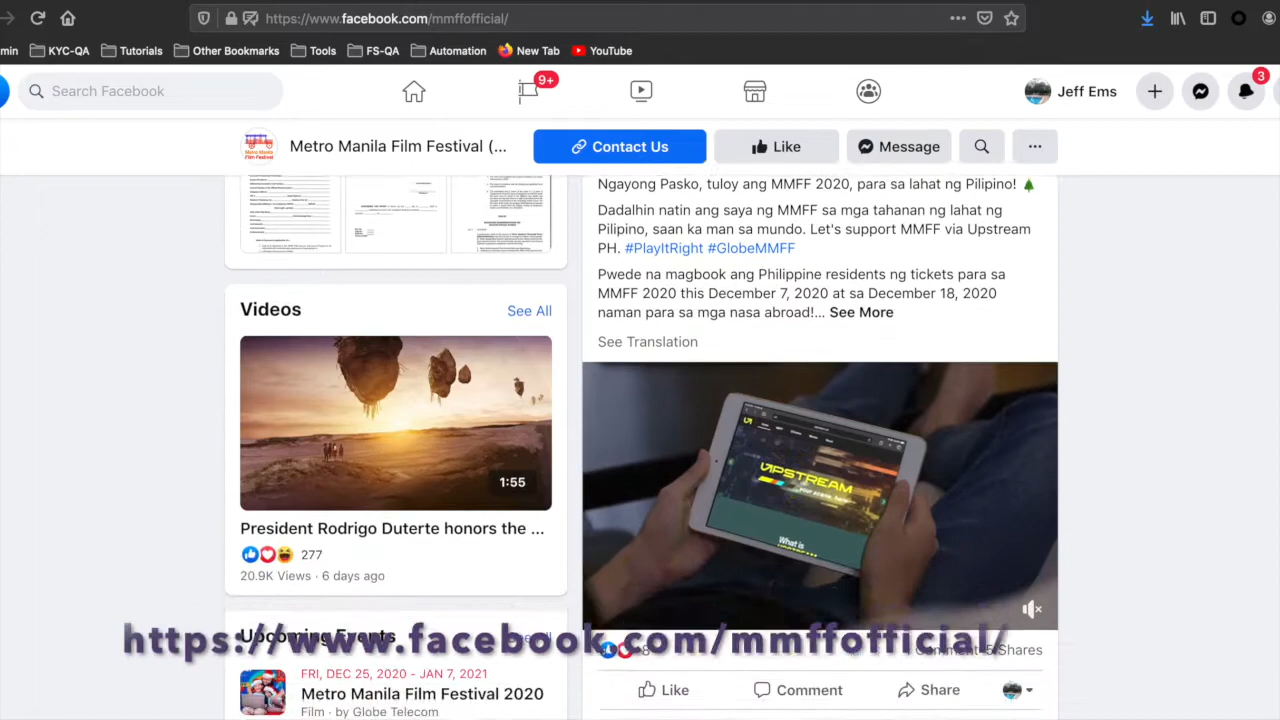 https://www.facebook.com/mmffofficial/
min KYC-QA Tutorials Other Bookmarks Tools FS-QA Automation New Tab YouTube
Search Facebook
9+
Jeff Ems
3
Metro Manila Film Festival (...
Contact Us
Like
Message
Videos
See All
1:55
President Rodrigo Duterte honors the ...
277
20.9K Views · 6 days ago
Upcoming Events
FRI, DEC 25, 2020 - JAN 7, 2021
Metro Manila Film Festival 2020
Film · by Globe Telecom
Ngayong Pasko, tuloy ang MMFF 2020, para sa lahat ng Pilipino!
Dadalhin natin ang saya ng MMFF sa mga tahanan ng lahat ng
Pilipino, saan ka man sa mundo. Let's support MMFF via Upstream
PH. #PlayItRight #GlobeMMFF
Pwede na magbook ang Philippine residents ng tickets para sa
MMFF 2020 this December 7, 2020 at sa December 18, 2020
naman para sa mga nasa abroad!... See More
See Translation
UPSTREAM
What is
5 Shares
Like Comment Share
https://www.facebook.com/mmffofficial/